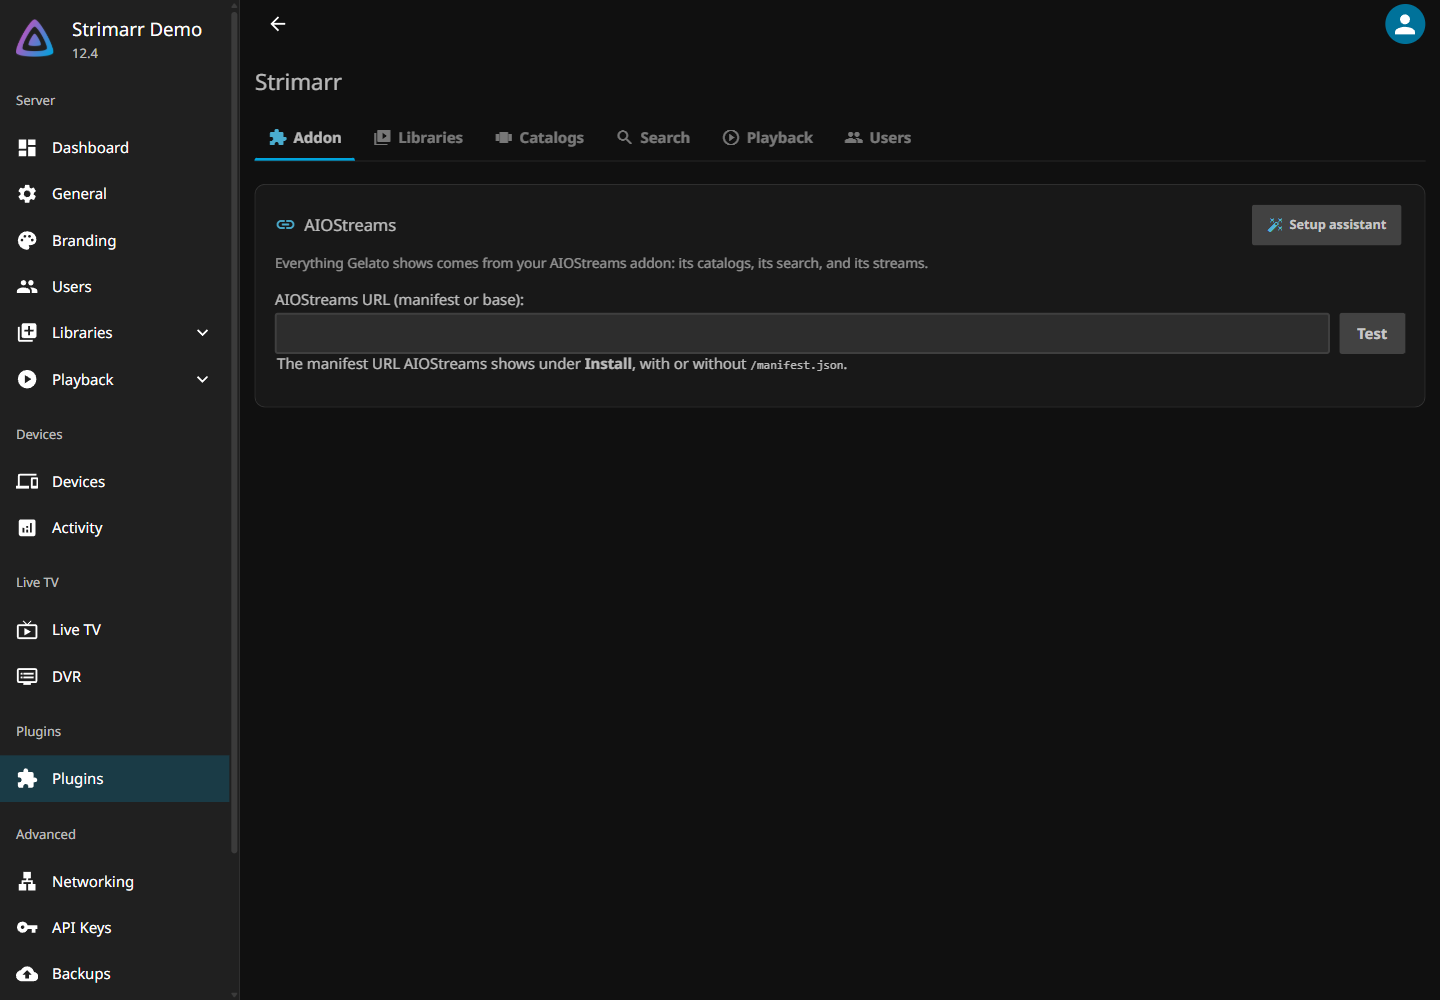 Strimarr Demo
12.4
Server
Dashboard
General
Branding
Users
Libraries
Playback
Devices
Devices
Activity
Live TV
Live TV
DVR
Plugins
Plugins
Advanced
Networking
API Keys
Backups
Strimarr
Addon Libraries Catalogs Search Playback Users
AIOStreams
Setup assistant
Everything Gelato shows comes from your AIOStreams addon: its catalogs, its search, and its streams.
AIOStreams URL (manifest or base):
Test
The manifest URL AIOStreams shows under Install, with or without /manifest.json.